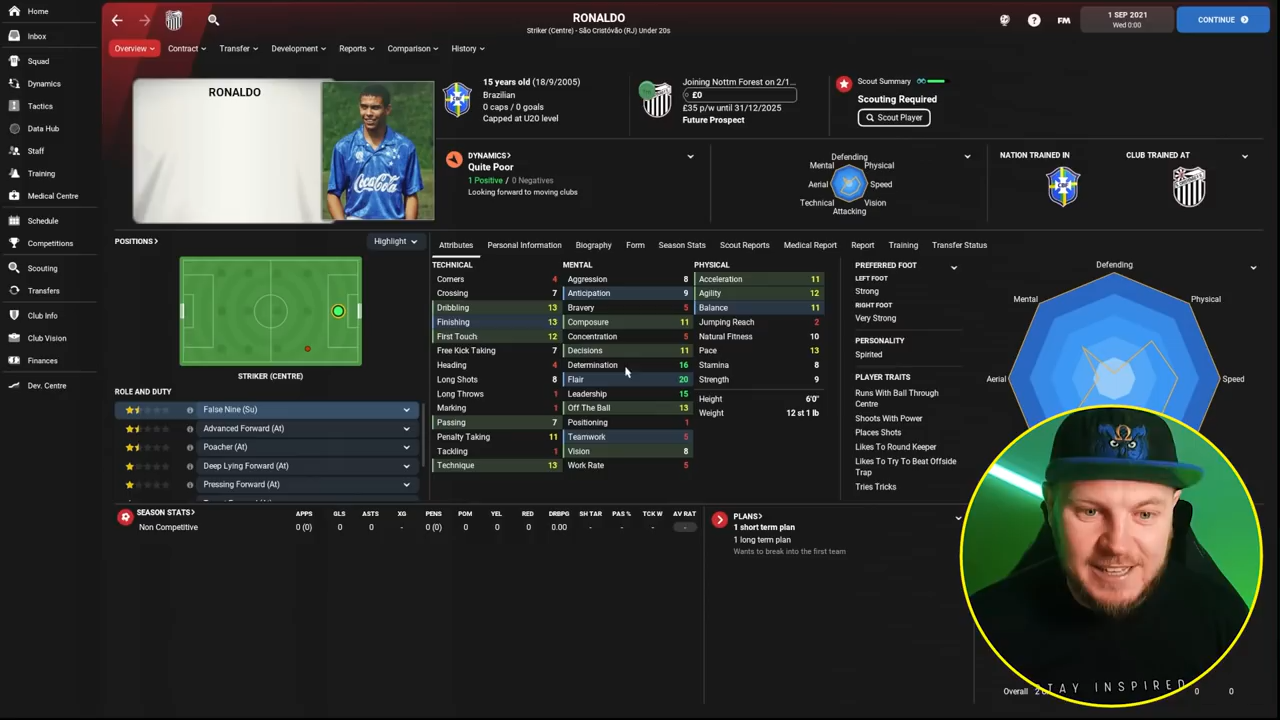 RONALDO
Striker (Centre) - São Cristóvão (RJ) Under 20s
FM
1 SEP 2021
Wed 0:00
CONTINUE
Home
Inbox
Squad
Dynamics
Tactics
Data Hub
Staff
Training
Medical Centre
Schedule
Competitions
Scouting
Transfers
Club Info
Club Vision
Finances
Dev. Centre
Overview
Contract
Transfer
Development
Reports
Comparison
History
RONALDO
Coca-Cola
15 years old (18/9/2005)
Brazilian
0 caps / 0 goals
Capped at U20 level
Joining Nottm Forest on 2/1...
£0
£35 p/w until 31/12/2025
Future Prospect
Scout Summary
Scouting Required
Scout Player
DYNAMICS>
Quite Poor
1 Positive / 0 Negatives
Looking forward to moving clubs
Defending
Mental Physical
Aerial Speed
Technical Vision
Attacking
NATION TRAINED IN
CLUB TRAINED AT
POSITIONS>
Highlight
STRIKER (CENTRE)
ROLE AND DUTY
False Nine (Su)
Advanced Forward (At)
Poacher (At)
Deep Lying Forward (At)
Pressing Forward (At)
Attributes Personal Information Biography Form Season Stats Scout Reports Medical Report Report Training Transfer Status
TECHNICAL
Corners 4
Crossing 7
Dribbling 13
Finishing 13
First Touch 12
Free Kick Taking 7
Heading 4
Long Shots 8
Long Throws 1
Marking 1
Passing 7
Penalty Taking 11
Tackling 1
Technique 13
MENTAL
Aggression 8
Anticipation 9
Bravery 5
Composure 11
Concentration 5
Decisions 11
Determination 16
Flair 20
Leadership 15
Off The Ball 13
Positioning 1
Teamwork 5
Vision 8
Work Rate 5
PHYSICAL
Acceleration 11
Agility 12
Balance 11
Jumping Reach 2
Natural Fitness 10
Pace 13
Stamina 8
Strength 9
Height 6'0"
Weight 12 st 1 lb
PREFERRED FOOT
LEFT FOOT
Strong
RIGHT FOOT
Very Strong
PERSONALITY
Spirited
PLAYER TRAITS
Runs With Ball Through
Centre
Shoots With Power
Places Shots
Likes To Round Keeper
Likes To Try To Beat Offside
Trap
Tries Tricks
Defending
Mental Physical
Aerial Speed
SEASON STATS>
APPS GLS ASTS XG PENS POM YEL RED DRBPG SH TAR PAS % TCK W AV RAT
Non Competitive 0 (0) 0 0 - 0 (0) 0 0 0 0.00 - - - -
PLANS>
1 short term plan
1 long term plan
Wants to break into the first team
Overall
STAY INSPIRED
0 0